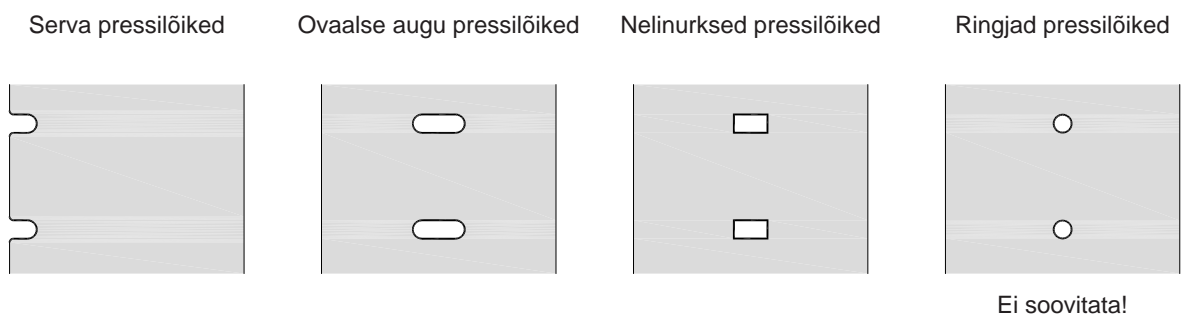 Serva pressilõiked
Ovaalse augu pressilõiked
Nelinurksed pressilõiked
Ringjad pressilõiked
Ei soovitata!